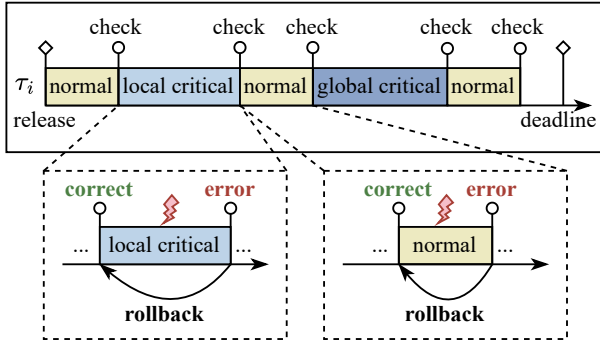 check check check check check
τi normal local critical normal global critical normal
release deadline
correct error correct error
... local critical ... ... normal ...
rollback rollback